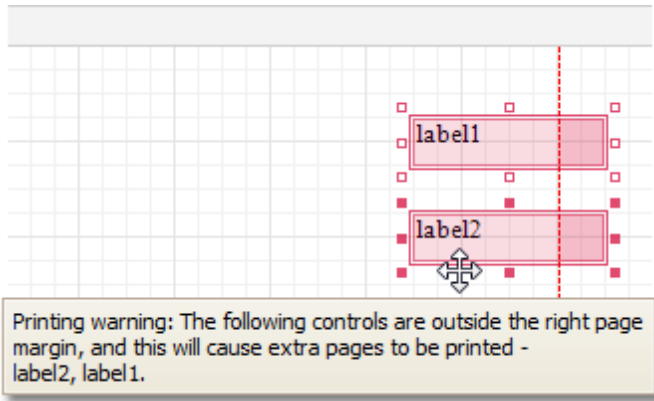 label1
label2
Printing warning: The following controls are outside the right page
margin, and this will cause extra pages to be printed -
label2, label1.